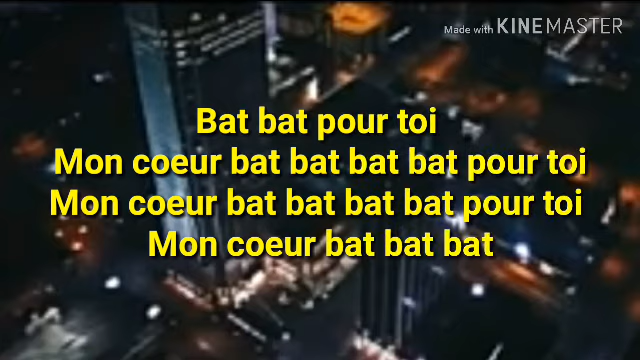 Made with KINEMASTER
Bat bat pour toi
Mon coeur bat bat bat bat pour toi
Mon coeur bat bat bat bat pour toi
Mon coeur bat bat bat